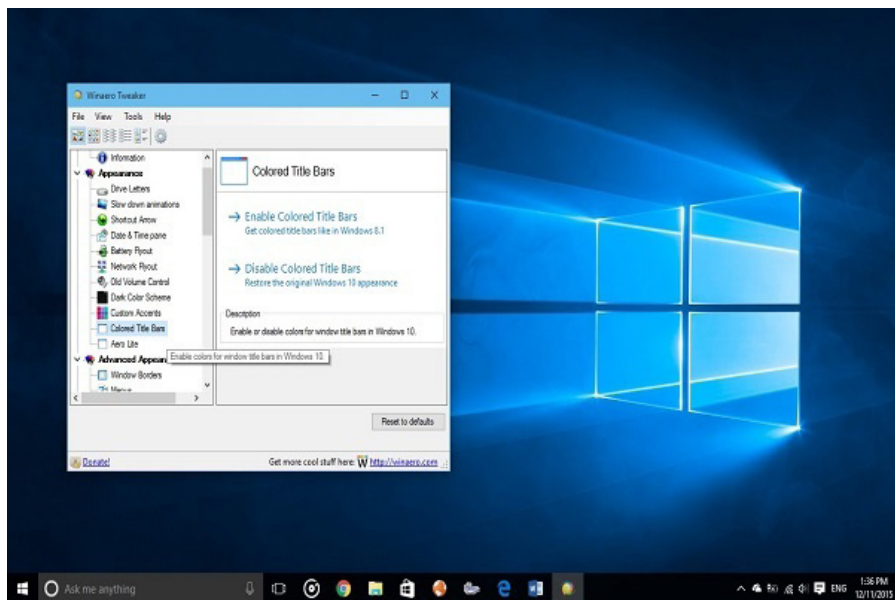 Winaero Tweaker
File View Tools Help
Information
Appearance
Drive Letters
Slow down animations
Shortcut Arrow
Date & Time pane
Battery Flyout
Network Flyout
Old Volume Control
Dark Color Scheme
Custom Accents
Colored Title Bars
Aero Lite
Advanced Appearan
Window Borders
Menus
Enable colors for window title bars in Windows 10.
Colored Title Bars
Enable Colored Title Bars
Get colored title bars like in Windows 8.1
Disable Colored Title Bars
Restore the original Windows 10 appearance
Description
Enable or disable colors for window title bars in Windows 10.
Reset to defaults
Donate!
Get more cool stuff here: W http://winaero.com
Ask me anything
ENG
1:36 PM
12/11/2015